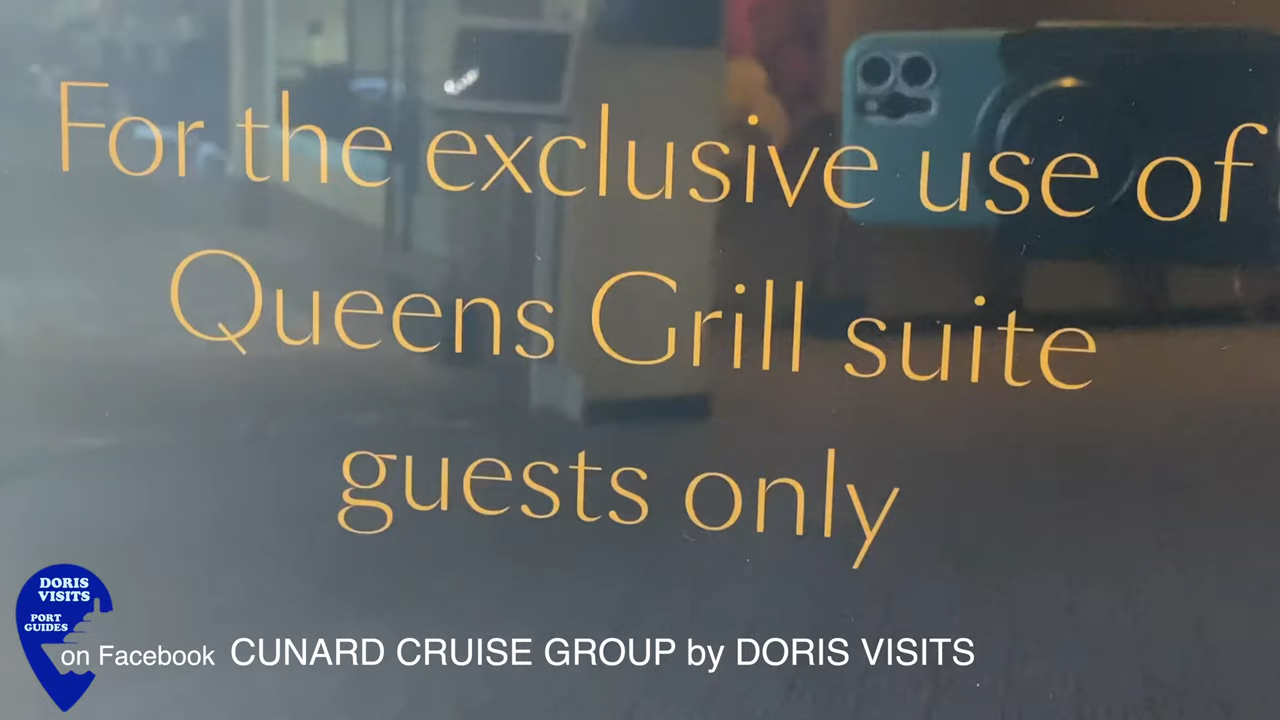 For the exclusive use of
Queens Grill suite
guests only
DORIS
VISITS
PORT
GUIDES
on Facebook CUNARD CRUISE GROUP by DORIS VISITS